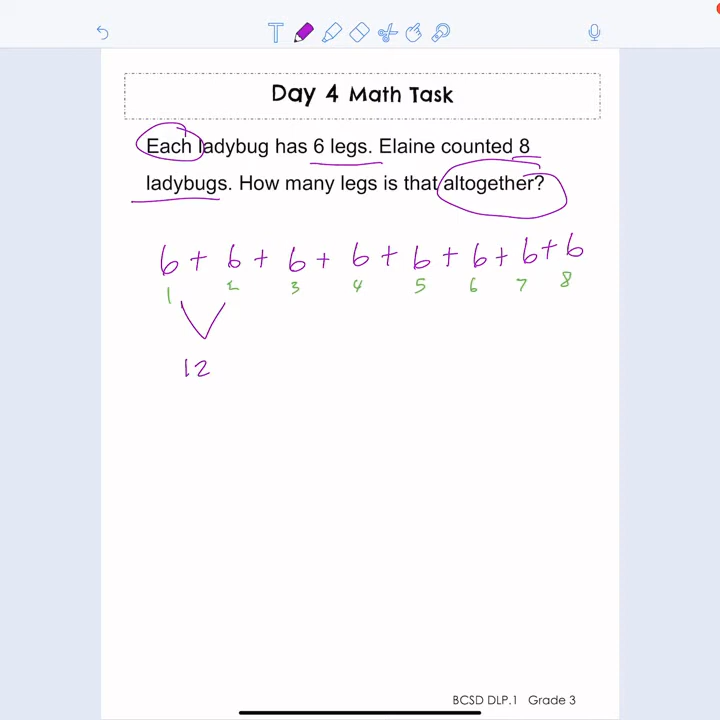 T
Day 4 Math Task
Each ladybug has 6 legs. Elaine counted 8
ladybugs. How many legs is that altogether?
6 + 6 + 6 + 6 + 6 + 6 + 6 + 6
1 2 3 4 5 6 7 8
12
BCSD DLP.1 Grade 3